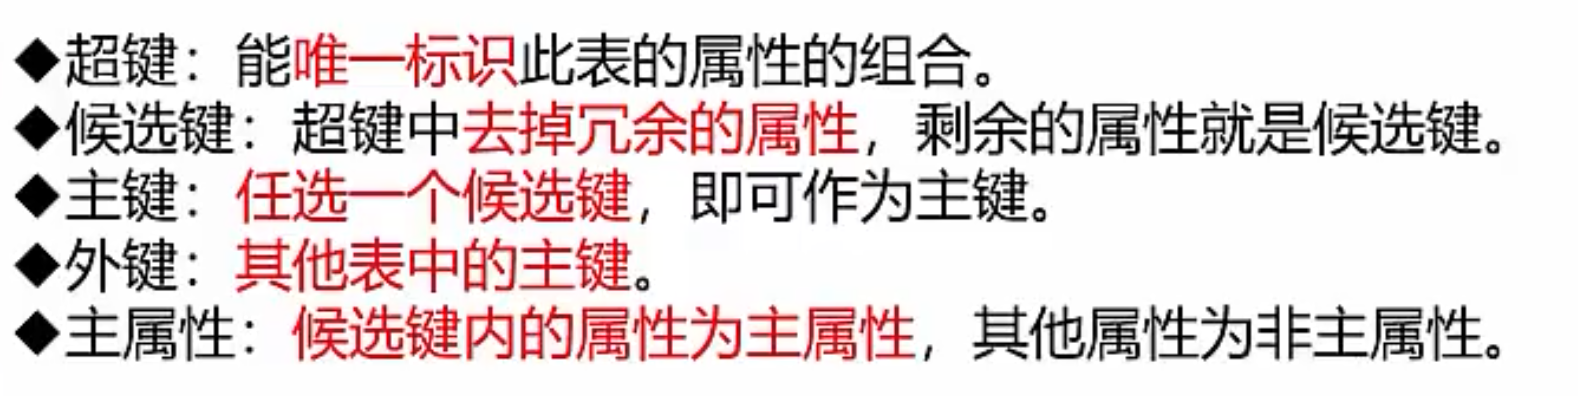 ◆超键：能唯一标识此表的属性的组合。
◆候选键：超键中去掉冗余的属性，剩余的属性就是候选键。
◆主键：任选一个候选键，即可作为主键。
◆外键：其他表中的主键。
◆主属性：候选键内的属性为主属性，其他属性为非主属性。